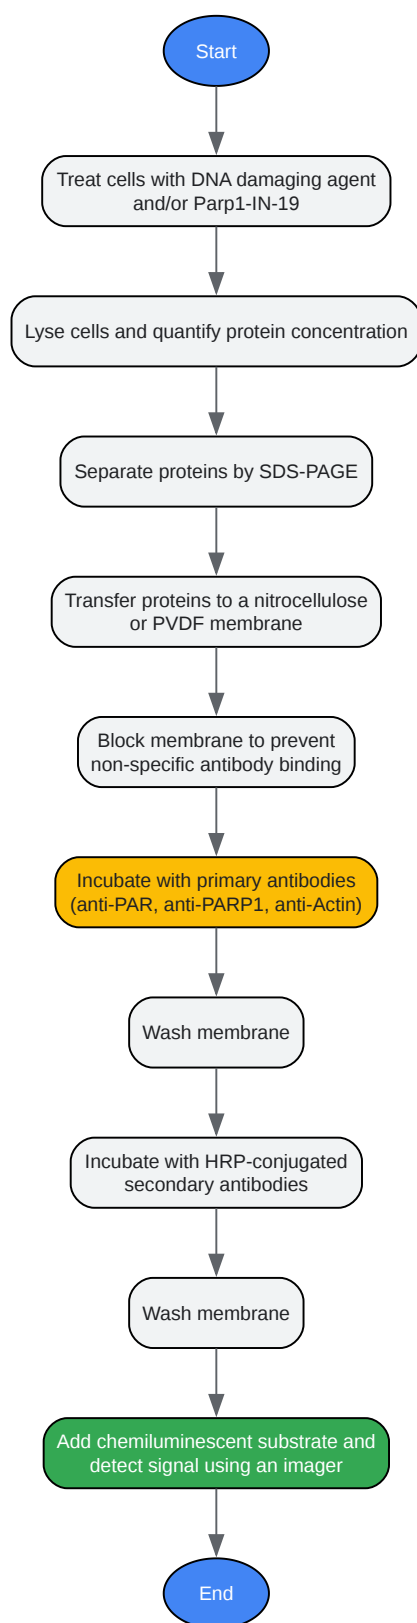 Start
Treat cells with DNA damaging agent
and/or Parp1-IN-19
Lyse cells and quantify protein concentration
Separate proteins by SDS-PAGE
Transfer proteins to a nitrocellulose
or PVDF membrane
Block membrane to prevent
non-specific antibody binding
Incubate with primary antibodies
(anti-PAR, anti-PARP1, anti-Actin)
Wash membrane
Incubate with HRP-conjugated
secondary antibodies
Wash membrane
Add chemiluminescent substrate and
detect signal using an imager
End